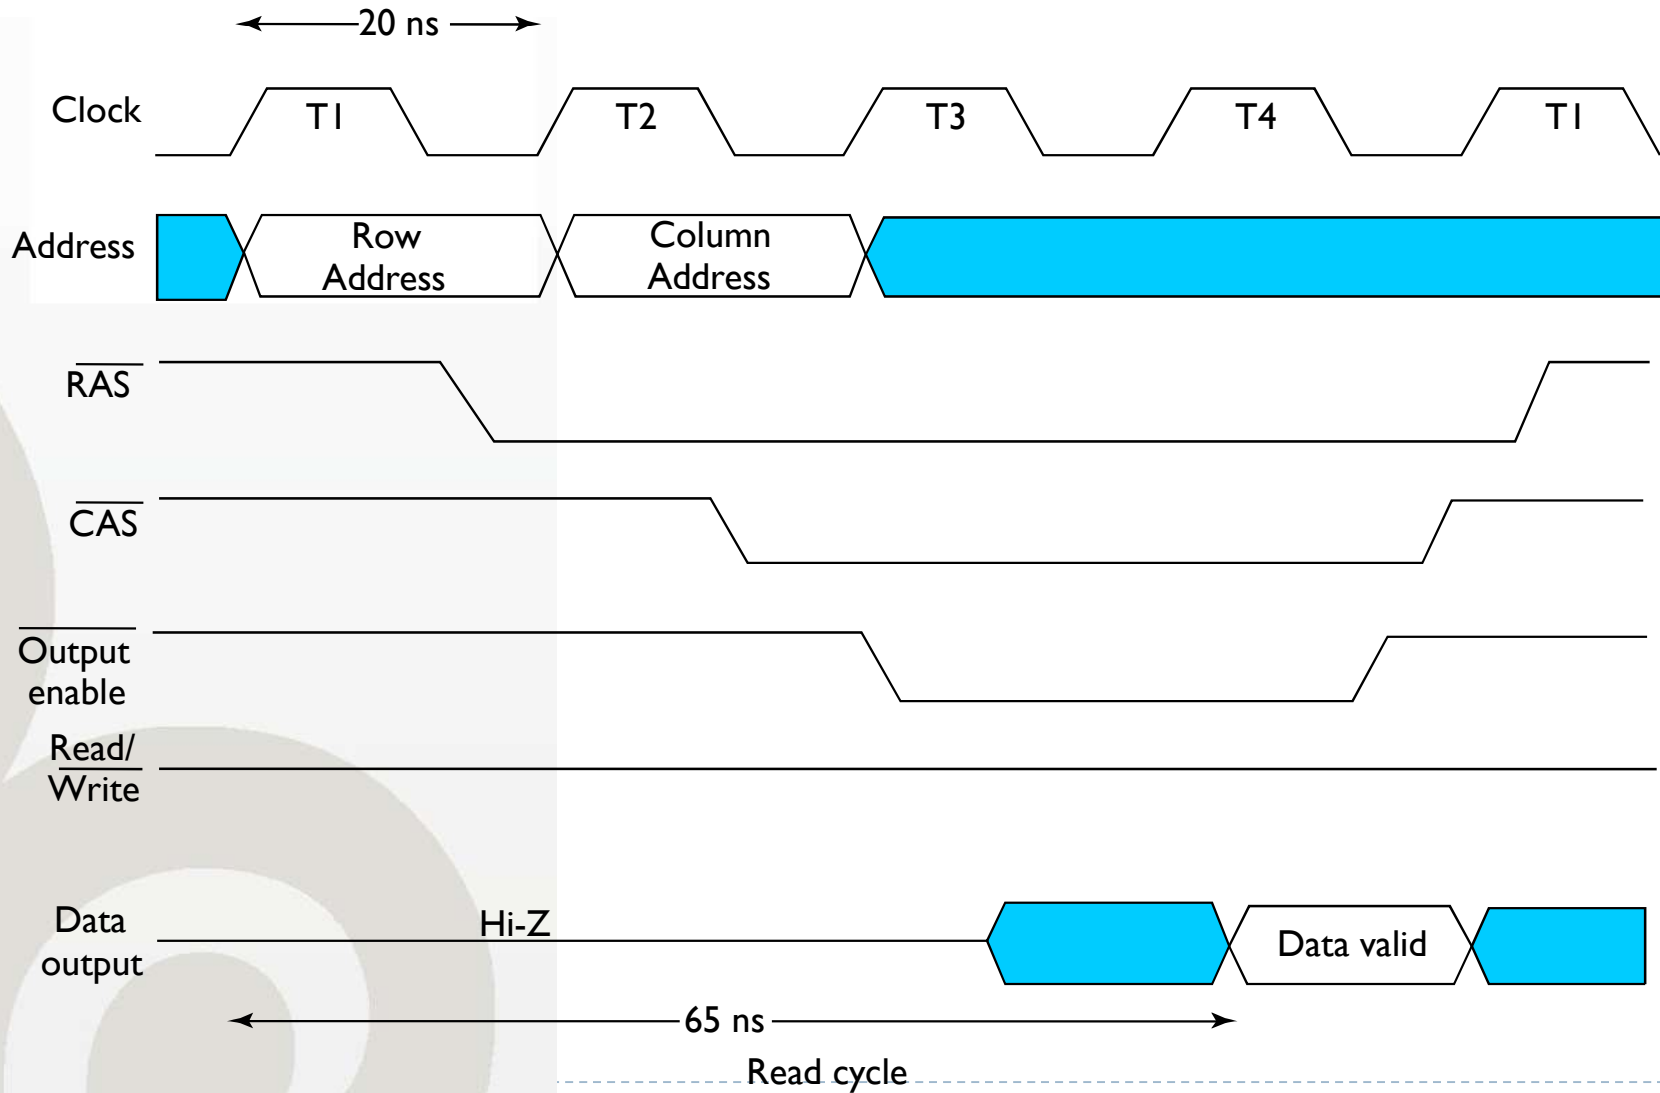 20 ns
Clock
T1
T2
T3
T4
T1
Address
Row
Address
Column
Address
RAS
CAS
Output
enable
Read/
Write
Data
output
Hi-Z
Data valid
65 ns
Read cycle